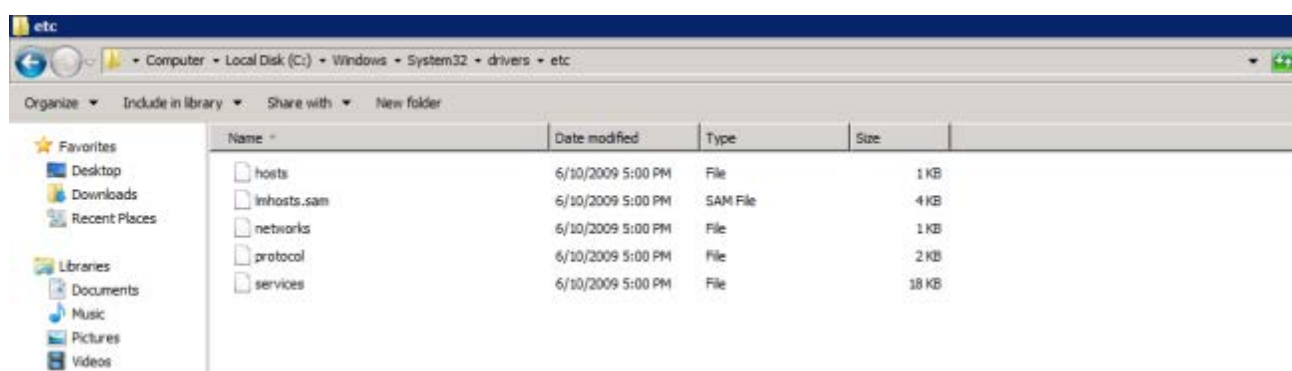 etc
Computer Local Disk (C:) Windows System32 drivers etc
Organize Include in library Share with New folder
Favorites
Desktop
Downloads
Recent Places
Libraries
Documents
Music
Pictures
Videos
Name Date modified Type Size
hosts 6/10/2009 5:00 PM File 1 KB
lmhosts.sam 6/10/2009 5:00 PM SAM File 4 KB
networks 6/10/2009 5:00 PM File 1 KB
protocol 6/10/2009 5:00 PM File 2 KB
services 6/10/2009 5:00 PM File 18 KB